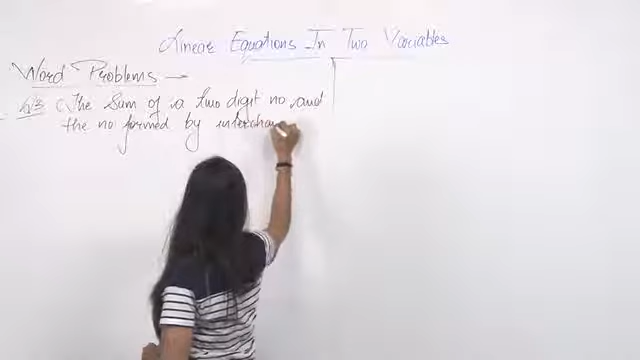 Linear Equations In Two Variables
Word Problems →
Q3 (The Sum of a two digit no and
the no formed by intercha